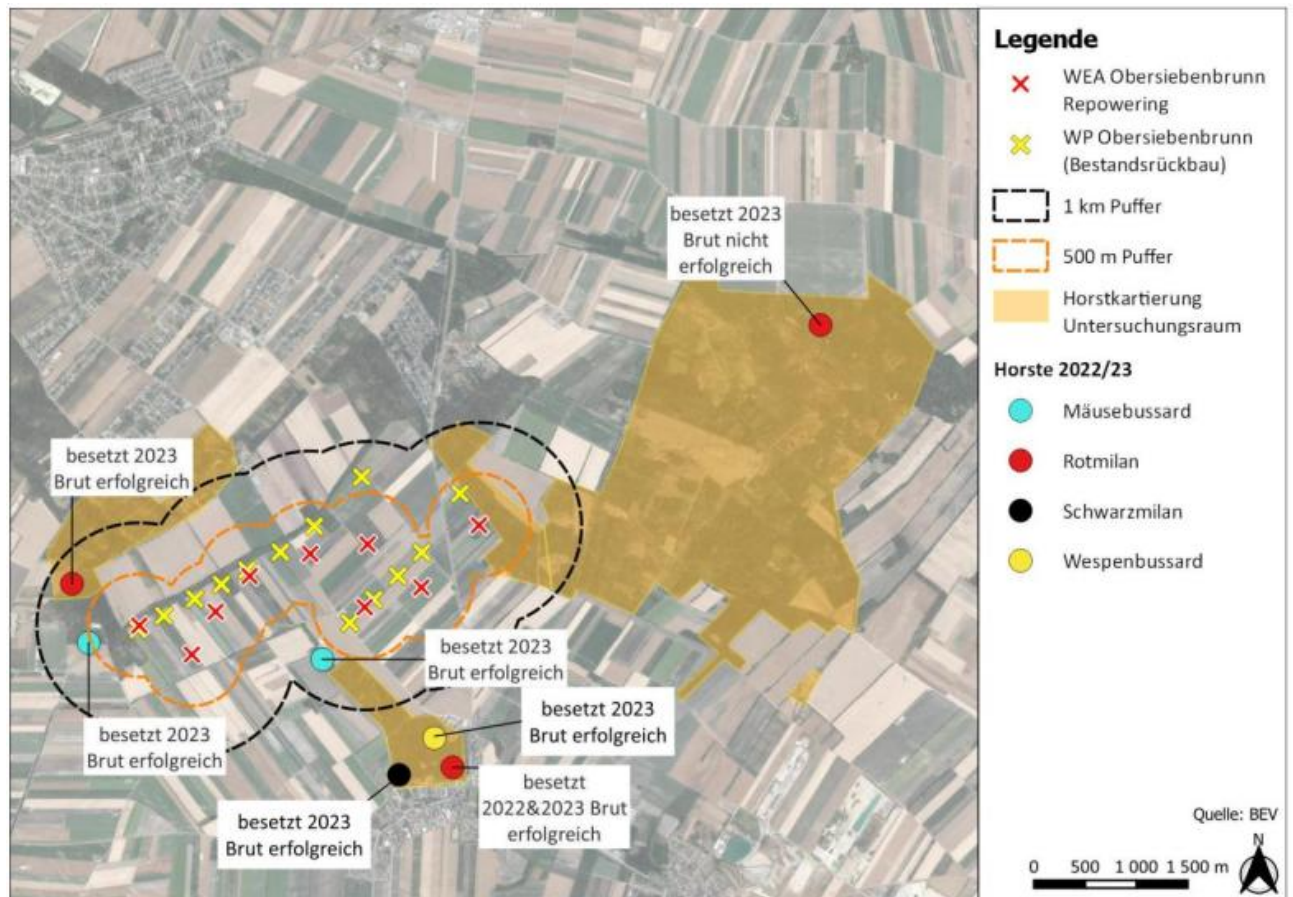 besetzt 2023
Brut nicht
erfolgreich
besetzt 2023
Brut erfolgreich
besetzt 2023
Brut erfolgreich
besetzt 2023
Brut erfolgreich
besetzt 2023
Brut erfolgreich
besetzt
2022&2023 Brut
erfolgreich
besetzt 2023
Brut erfolgreich
Legende
WEA Obersiebenbrunn
Repowering
WP Obersiebenbrunn
(Bestandsrückbau)
1 km Puffer
500 m Puffer
Horstkartierung
Untersuchungsraum
Horste 2022/23
Mäusebussard
Rotmilan
Schwarzmilan
Wespenbussard
Quelle: BEV
N
0 500 1 000 1 500 m